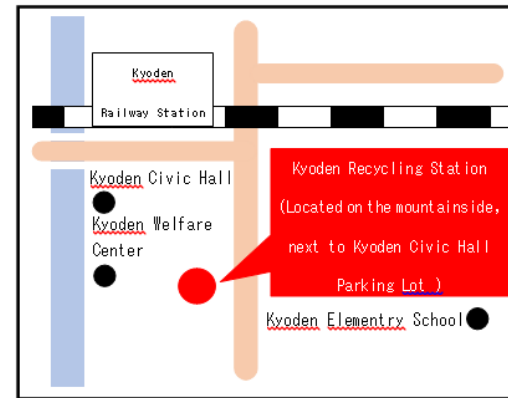 Kyoden
Railway Station
Kyoden Civic Hall
Kyoden Welfare
Center
Kyoden Recycling Station
(Located on the mountainside,
next to Kyoden Civic Hall
Parking Lot )
Kyoden Elementry School